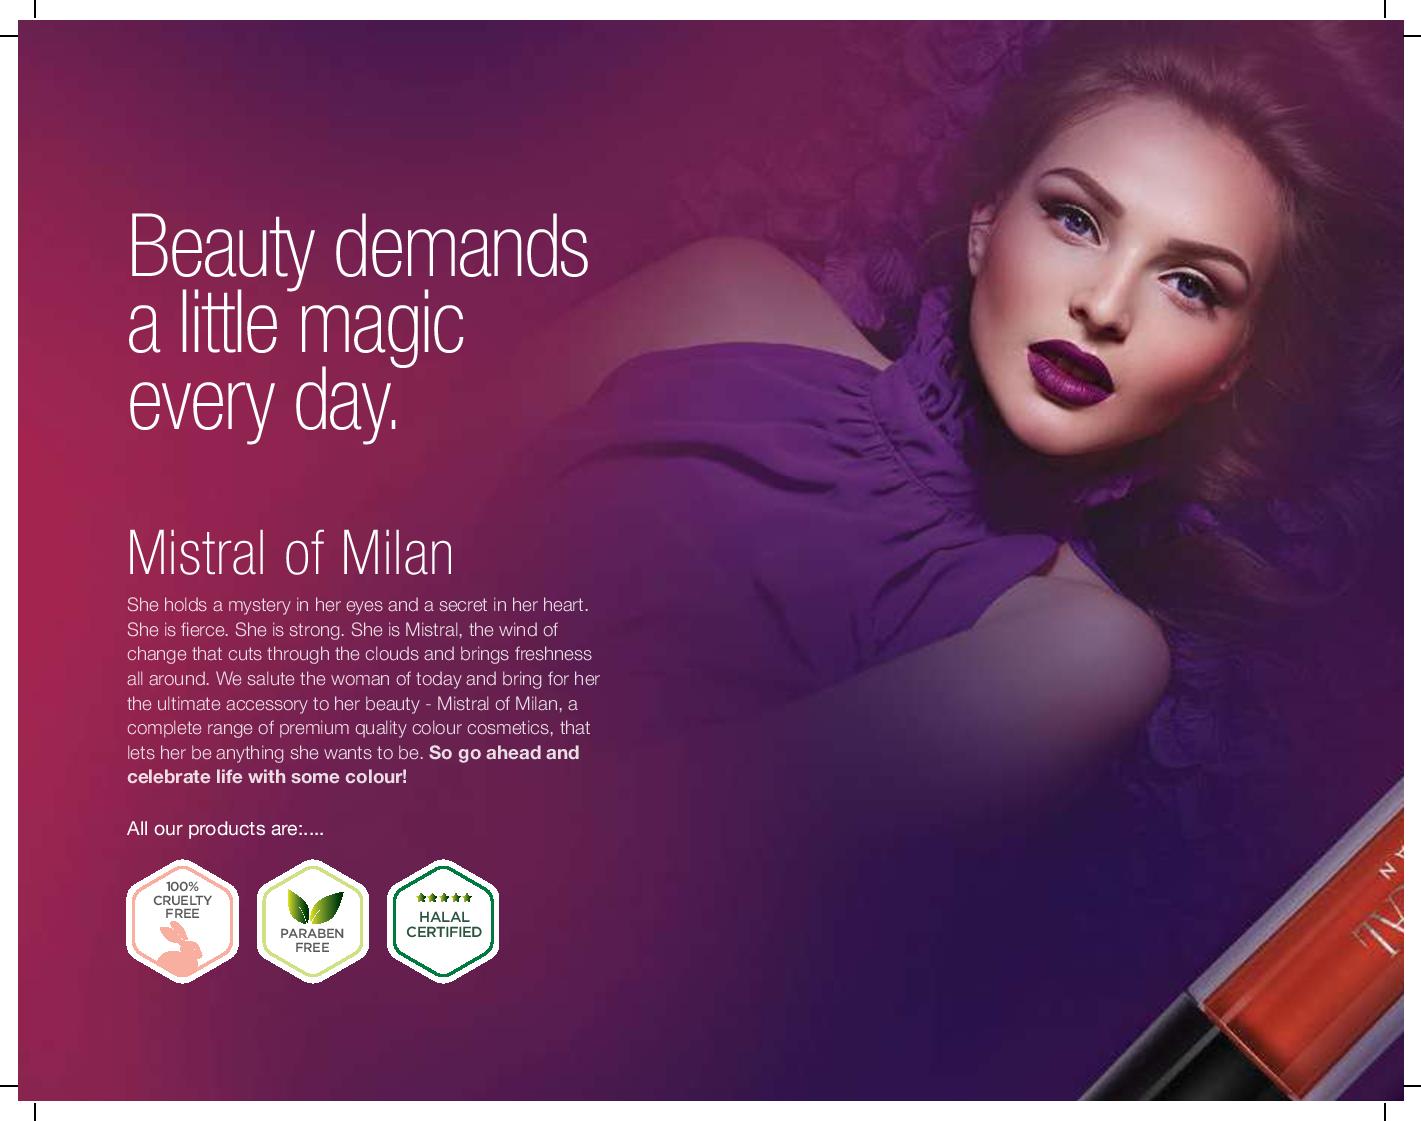 Beauty demands
a little magic
every day.
Mistral of Milan
She holds a mystery in her eyes and a secret in her heart.
She is fierce. She is strong. She is Mistral, the wind of
change that cuts through the clouds and brings freshness
all around. We salute the woman of today and bring for her
the ultimate accessory to her beauty - Mistral of Milan, a
complete range of premium quality colour cosmetics, that
lets her be anything she wants to be. So go ahead and
celebrate life with some colour!
All our products are:....
100%
CRUELTY
FREE
PARABEN
FREE
HALAL
CERTIFIED